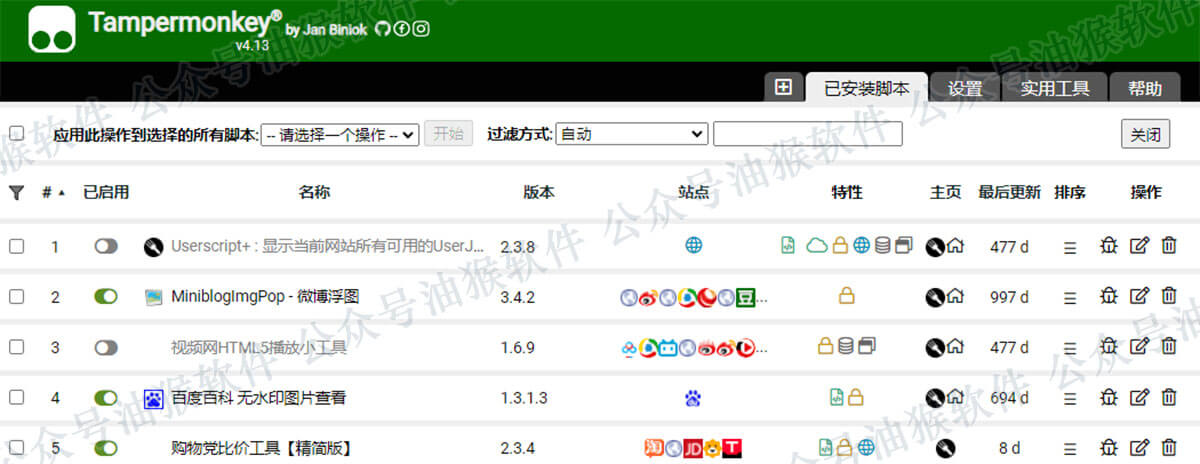 Tampermonkey® by Jan Biniok
v4.13
已安装脚本 设置 实用工具 帮助
应用此操作到选择的所有脚本: -- 请选择一个操作 -- 开始 过滤方式: 自动 关闭
# 已启用 名称 版本 站点 特性 主页 最后更新 排序 操作
1 Userscript+ : 显示当前网站所有可用的UserJ... 2.3.8 477 d
2 MiniblogImgPop - 微博浮图 3.4.2 豆 ... 997 d
3 视频网HTML5播放小工具 1.6.9 ... 477 d
4 百度百科 无水印图片查看 1.3.1.3 694 d
5 购物党比价工具【精简版】 2.3.4 淘 JD T 8 d
公众号油猴软件